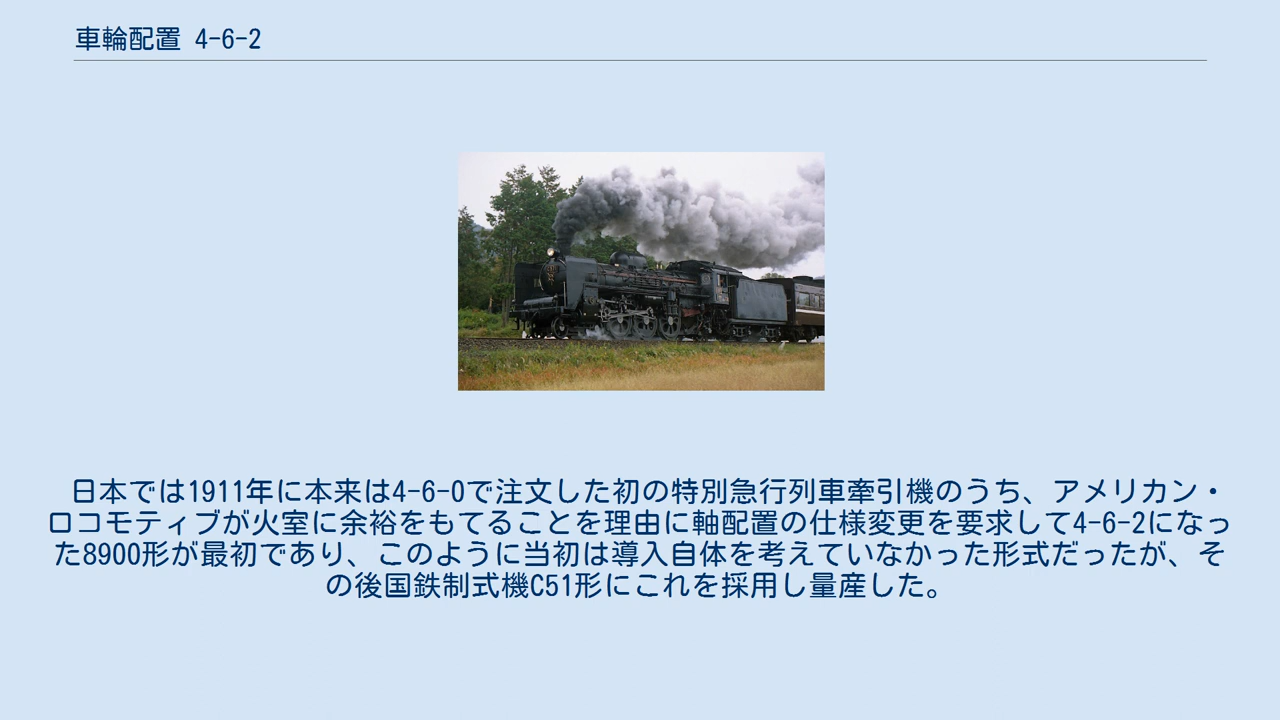 車輪配置 4-6-2
日本では1911年に本来は4-6-0で注文した初の特別急行列車牽引機のうち、アメリカン・
ロコモティブが火室に余裕をもてることを理由に軸配置の仕様変更を要求して4-6-2になっ
た8900形が最初であり、このように当初は導入自体を考えていなかった形式だったが、そ
の後国鉄制式機C51形にこれを採用し量産した。